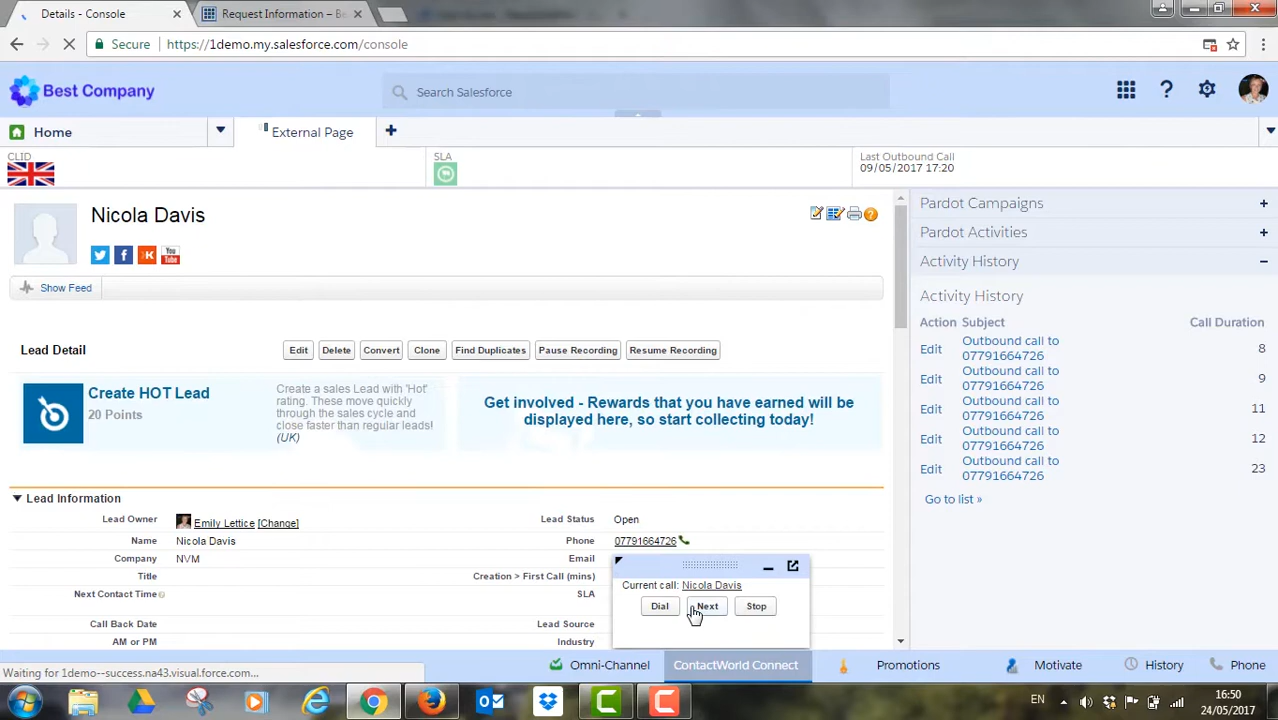 Details - Console
Request Information – Be
Secure
https://1demo.my.salesforce.com/console
Best Company
Search Salesforce
Home
External Page
CLID
SLA
Last Outbound Call
09/05/2017 17:20
Nicola Davis
You
Tube
Show Feed
Lead Detail
Edit
Delete
Convert
Clone
Find Duplicates
Pause Recording
Resume Recording
Create HOT Lead
20 Points
Create a sales Lead with 'Hot'
rating. These move quickly
through the sales cycle and
close faster than regular leads!
(UK)
Get involved - Rewards that you have earned will be
displayed here, so start collecting today!
Lead Information
Lead Owner
Emily Lettice [Change]
Lead Status
Open
Name
Nicola Davis
Phone
07791664726
Company
NVM
Email
Title
Creation > First Call (mins)
Next Contact Time
SLA
Call Back Date
Lead Source
AM or PM
Industry
Current call: Nicola Davis
Dial
Next
Stop
Pardot Campaigns
Pardot Activities
Activity History
Activity History
Action Subject Call Duration
Edit Outbound call to 8
07791664726
Edit Outbound call to 9
07791664726
Edit Outbound call to 11
07791664726
Edit Outbound call to 12
07791664726
Edit Outbound call to 23
07791664726
Go to list »
Waiting for 1demo--success.na43.visual.force.com...
Omni-Channel
ContactWorld Connect
Promotions
Motivate
History
Phone
EN
16:50
24/05/2017